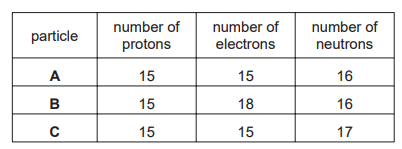 particle number of protons number of electrons number of neutrons
A 15 15 16
B 15 18 16
C 15 15 17